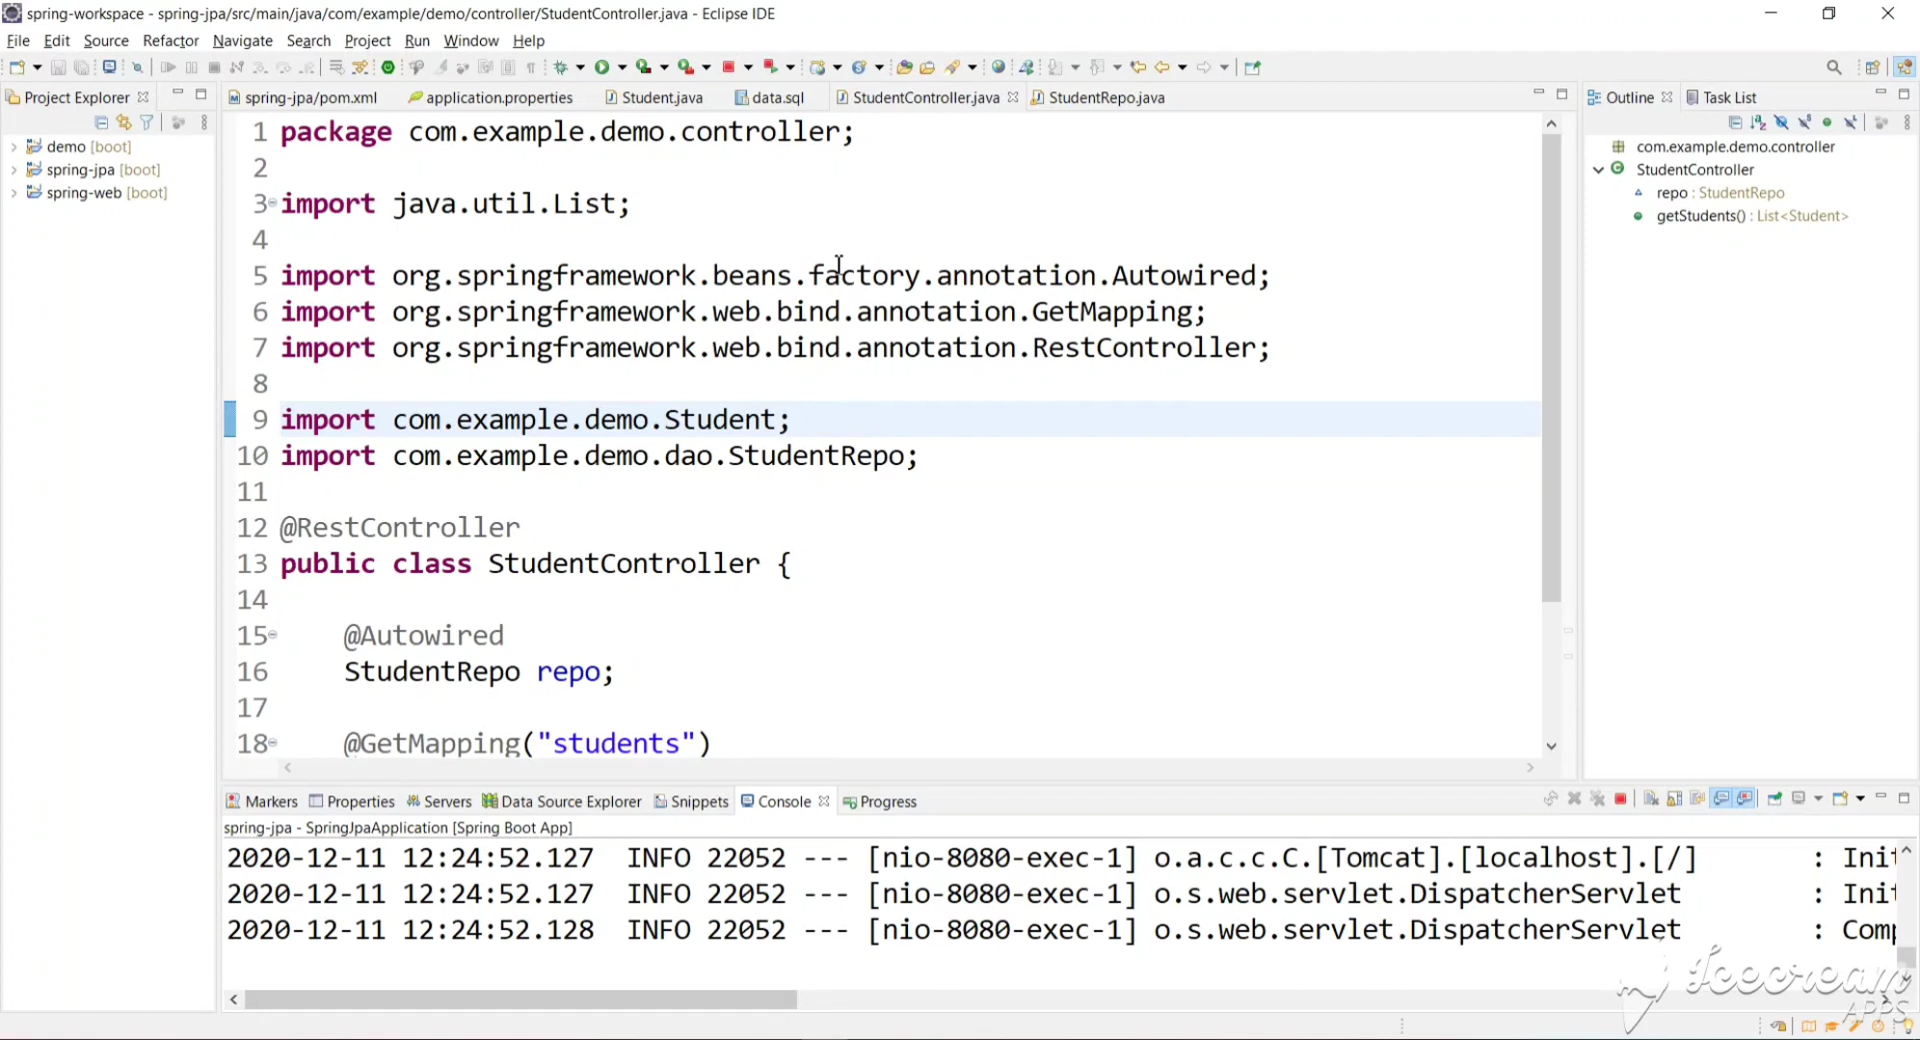 spring-workspace - spring-jpa/src/main/java/com/example/demo/controller/StudentController.java - Eclipse IDE
File Edit Source Refactor Navigate Search Project Run Window Help
Project Explorer
demo [boot]
spring-jpa [boot]
spring-web [boot]
spring-jpa/pom.xml application.properties Student.java data.sql StudentController.java StudentRepo.java
1 package com.example.demo.controller;
2
3 import java.util.List;
4
5 import org.springframework.beans.factory.annotation.Autowired;
6 import org.springframework.web.bind.annotation.GetMapping;
7 import org.springframework.web.bind.annotation.RestController;
8
9 import com.example.demo.Student;
10 import com.example.demo.dao.StudentRepo;
11
12 @RestController
13 public class StudentController {
14
15 @Autowired
16 StudentRepo repo;
17
18 @GetMapping("students")
Outline Task List
com.example.demo.controller
StudentController
repo : StudentRepo
getStudents() : List<Student>
Markers Properties Servers Data Source Explorer Snippets Console Progress
spring-jpa - SpringJpaApplication [Spring Boot App]
2020-12-11 12:24:52.127 INFO 22052 --- [nio-8080-exec-1] o.a.c.c.C.[Tomcat].[localhost].[/] : Init
2020-12-11 12:24:52.127 INFO 22052 --- [nio-8080-exec-1] o.s.web.servlet.DispatcherServlet : Init
2020-12-11 12:24:52.128 INFO 22052 --- [nio-8080-exec-1] o.s.web.servlet.DispatcherServlet : Comp
Icecream
APPS